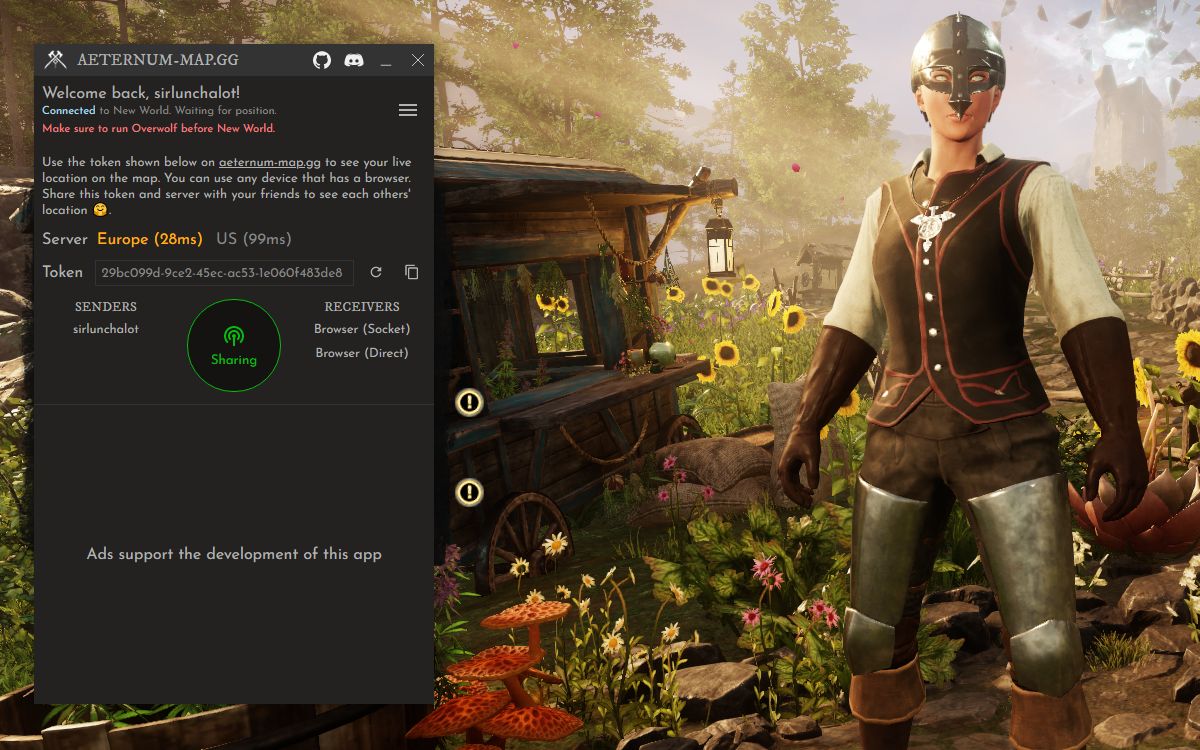 AETERNUM-MAP.GG
Welcome back, sirlunchalot!
Connected to New World. Waiting for position.
Make sure to run Overwolf before New World.
Use the token shown below on aeternum-map.gg to see your live
location on the map. You can use any device that has a browser.
Share this token and server with your friends to see each others'
location 🤗.
Server Europe (28ms) US (99ms)
Token 29bc099d-9ce2-45ec-ac53-1e060f483de8
SENDERS
sirlunchalot
Sharing
RECEIVERS
Browser (Socket)
Browser (Direct)
Ads support the development of this app